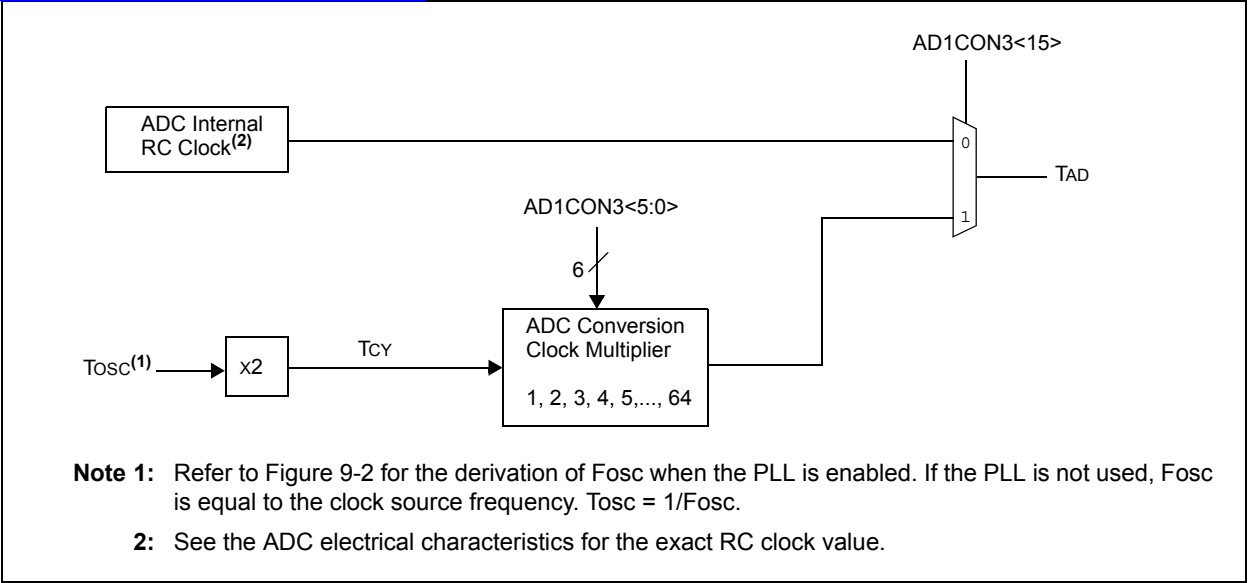 AD1CON3<15>
ADC Internal
RC Clock(2)
0
TAD
AD1CON3<5:0>
1
6
ADC Conversion
Clock Multiplier
1, 2, 3, 4, 5,..., 64
TOSC(1)
x2
TCY
Note 1: Refer to Figure 9-2 for the derivation of Fosc when the PLL is enabled. If the PLL is not used, Fosc
is equal to the clock source frequency. Tosc = 1/Fosc.
2: See the ADC electrical characteristics for the exact RC clock value.